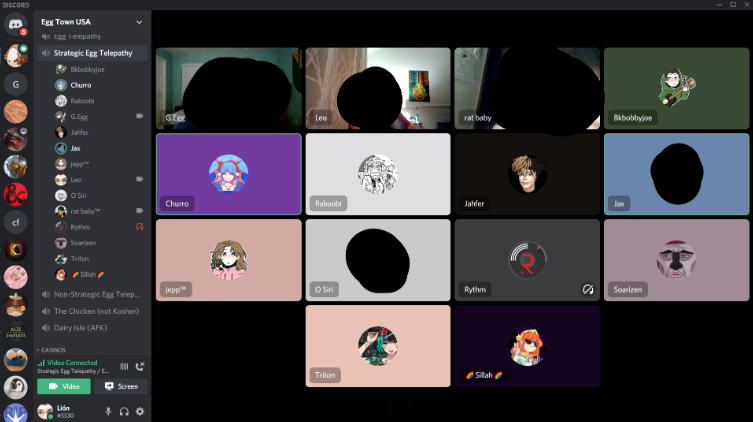 DISCORD
Egg Town USA
Egg Telepathy
Strategic Egg Telepathy
Bkbobbyjoe
Churro
flaboobi
G.Egg
Jahfer
Jax
jepp™
Leo
O Siri
rat baby™
Rythm
Soarizen
Triton
🌈 Sillah 🌈
Non-Strategic Egg Telep...
The Chicken (not Kosher)
Dairy Isle (AFK)
CASINOS
Video Connected
Strategic Egg Telepathy / E...
Video
Screen
Lión
#5530
G
cf
5
AGE
G.Egg
Leo
rat baby
Bkbobbyjoe
Churro
flaboobi
Jahfer
Jax
jepp™
O Siri
Rythm
Soarizen
Triton
🌈 Sillah 🌈